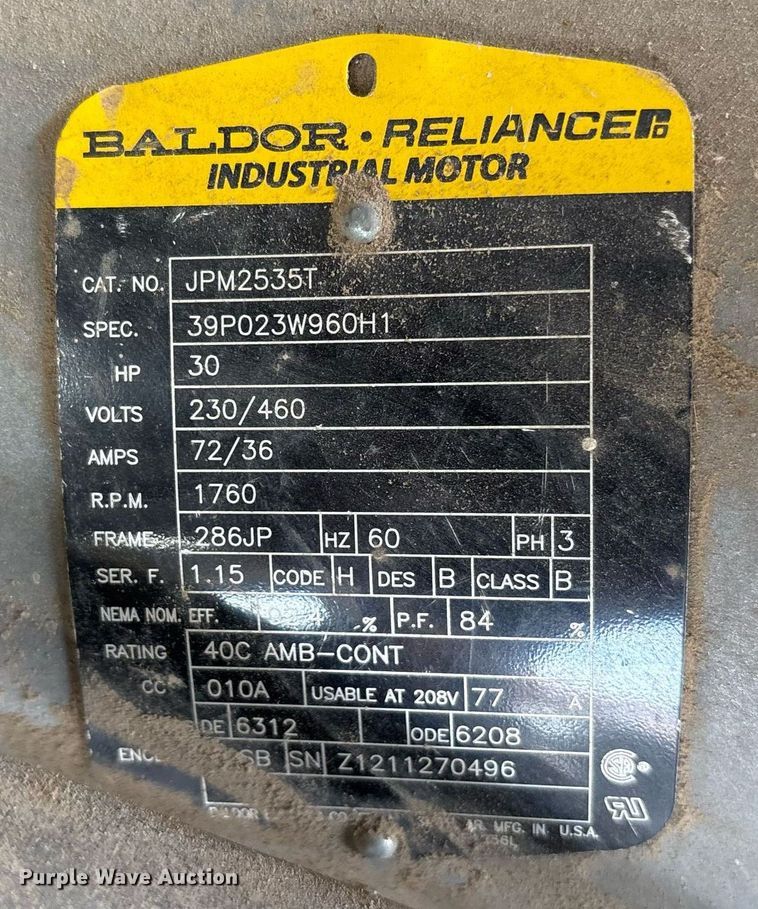 BALDOR · RELIANCE
INDUSTRIAL MOTOR
CAT. NO. JPM2535T
SPEC. 39P023W960H1
HP 30
VOLTS 230/460
AMPS 72/36
R.P.M. 1760
FRAME 286JP HZ 60 PH 3
SER. F. 1.15 CODE H DES B CLASS B
NEMA NOM. EFF. % P.F. 84 %
RATING 40C AMB-CONT
CC 010A USABLE AT 208V 77 A
DE 6312 ODE 6208
SN Z1211270496
MFG. IN U.S.A.
Purple Wave Auction